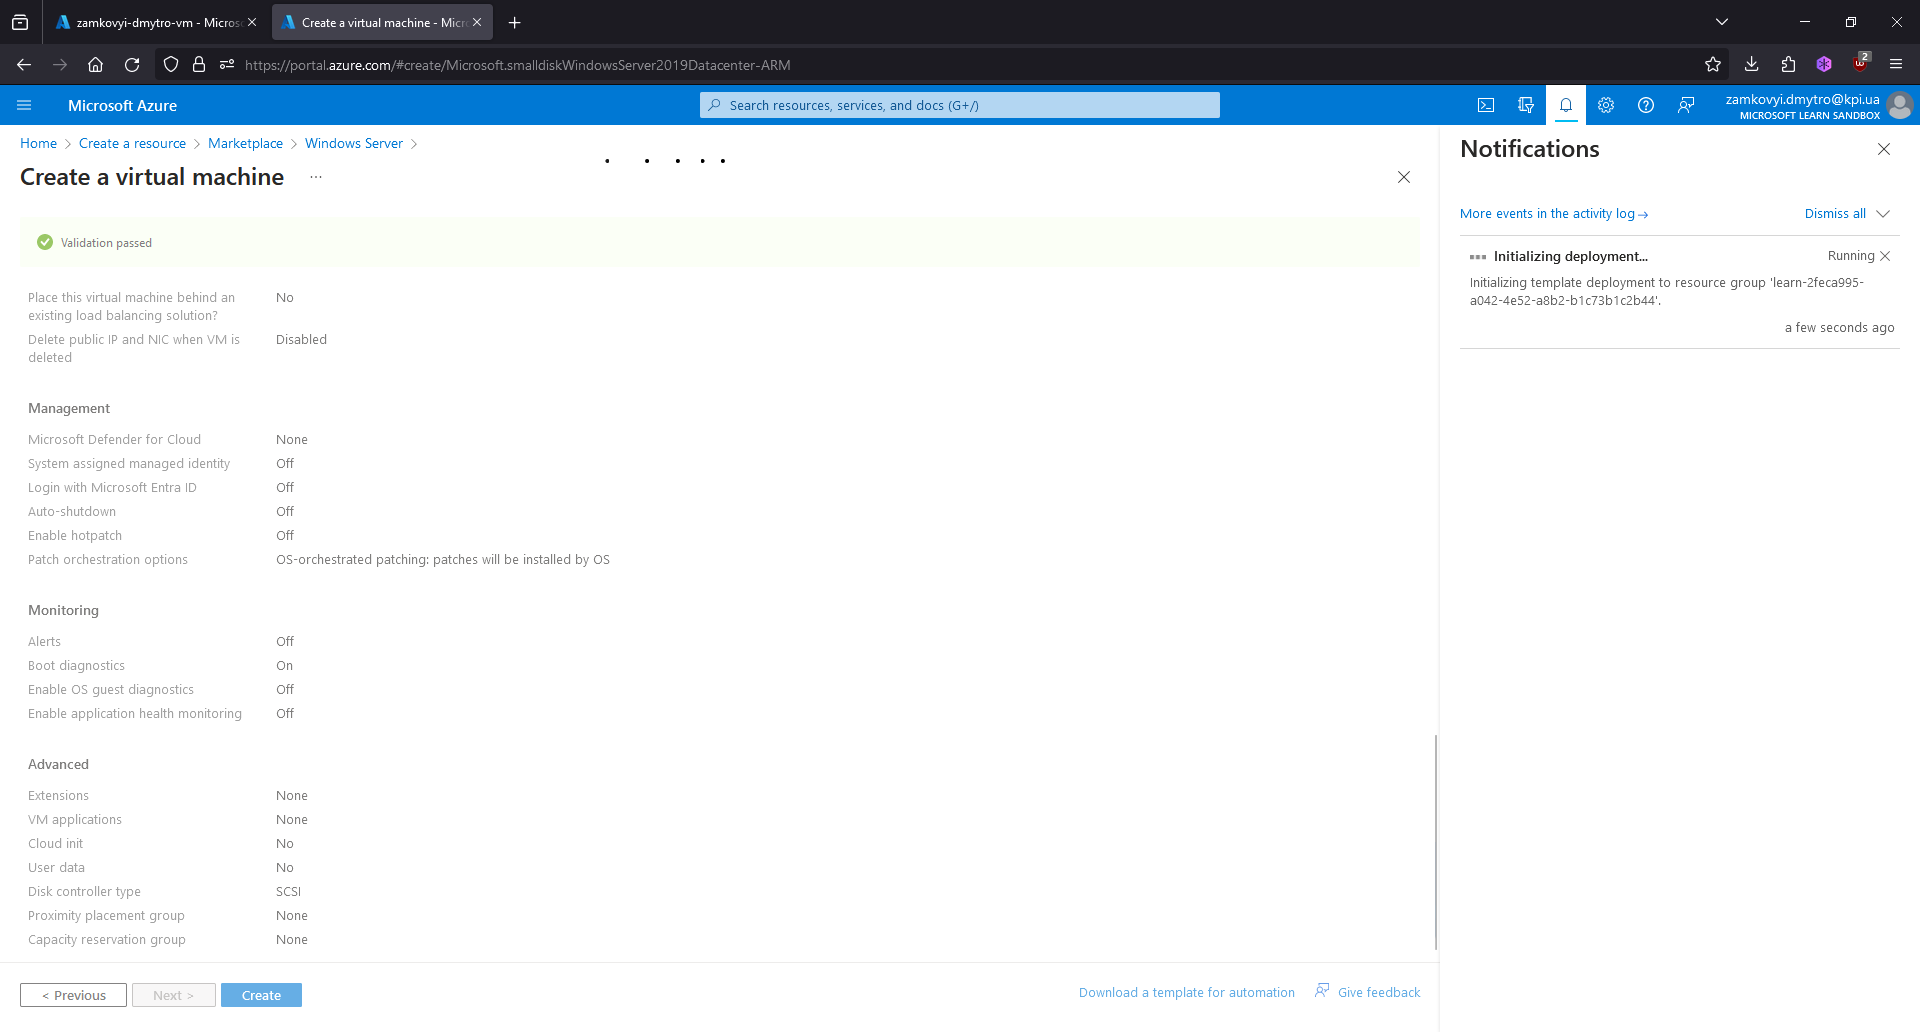 zamkovyi-dmytro-vm - Micros
Create a virtual machine - Micr
https://portal.azure.com/#create/Microsoft.smalldiskWindowsServer2019Datacenter-ARM
2
Microsoft Azure
Search resources, services, and docs (G+/)
zamkovyi.dmytro@kpi.ua
MICROSOFT LEARN SANDBOX
Home > Create a resource > Marketplace > Windows Server >
Create a virtual machine ...
Validation passed
Place this virtual machine behind an existing load balancing solution? No
Delete public IP and NIC when VM is deleted Disabled
Management
Microsoft Defender for Cloud None
System assigned managed identity Off
Login with Microsoft Entra ID Off
Auto-shutdown Off
Enable hotpatch Off
Patch orchestration options OS-orchestrated patching: patches will be installed by OS
Monitoring
Alerts Off
Boot diagnostics On
Enable OS guest diagnostics Off
Enable application health monitoring Off
Advanced
Extensions None
VM applications None
Cloud init No
User data No
Disk controller type SCSI
Proximity placement group None
Capacity reservation group None
< Previous
Next >
Create
Download a template for automation
Give feedback
Notifications
More events in the activity log →
Dismiss all
Initializing deployment...
Running
Initializing template deployment to resource group 'learn-2feca995-
a042-4e52-a8b2-b1c73b1c2b44'.
a few seconds ago